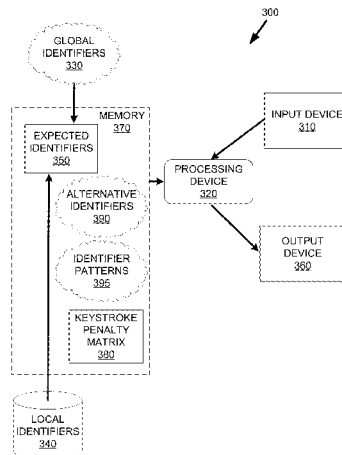 300
GLOBAL
IDENTIFIERS
330
MEMORY
370
EXPECTED
IDENTIFIERS
350
ALTERNATIVE
IDENTIFIERS
390
IDENTIFIER
PATTERNS
395
KEYSTROKE
PENALTY
MATRIX
380
LOCAL
IDENTIFIERS
340
PROCESSING
DEVICE
320
INPUT DEVICE
310
OUTPUT
DEVICE
360